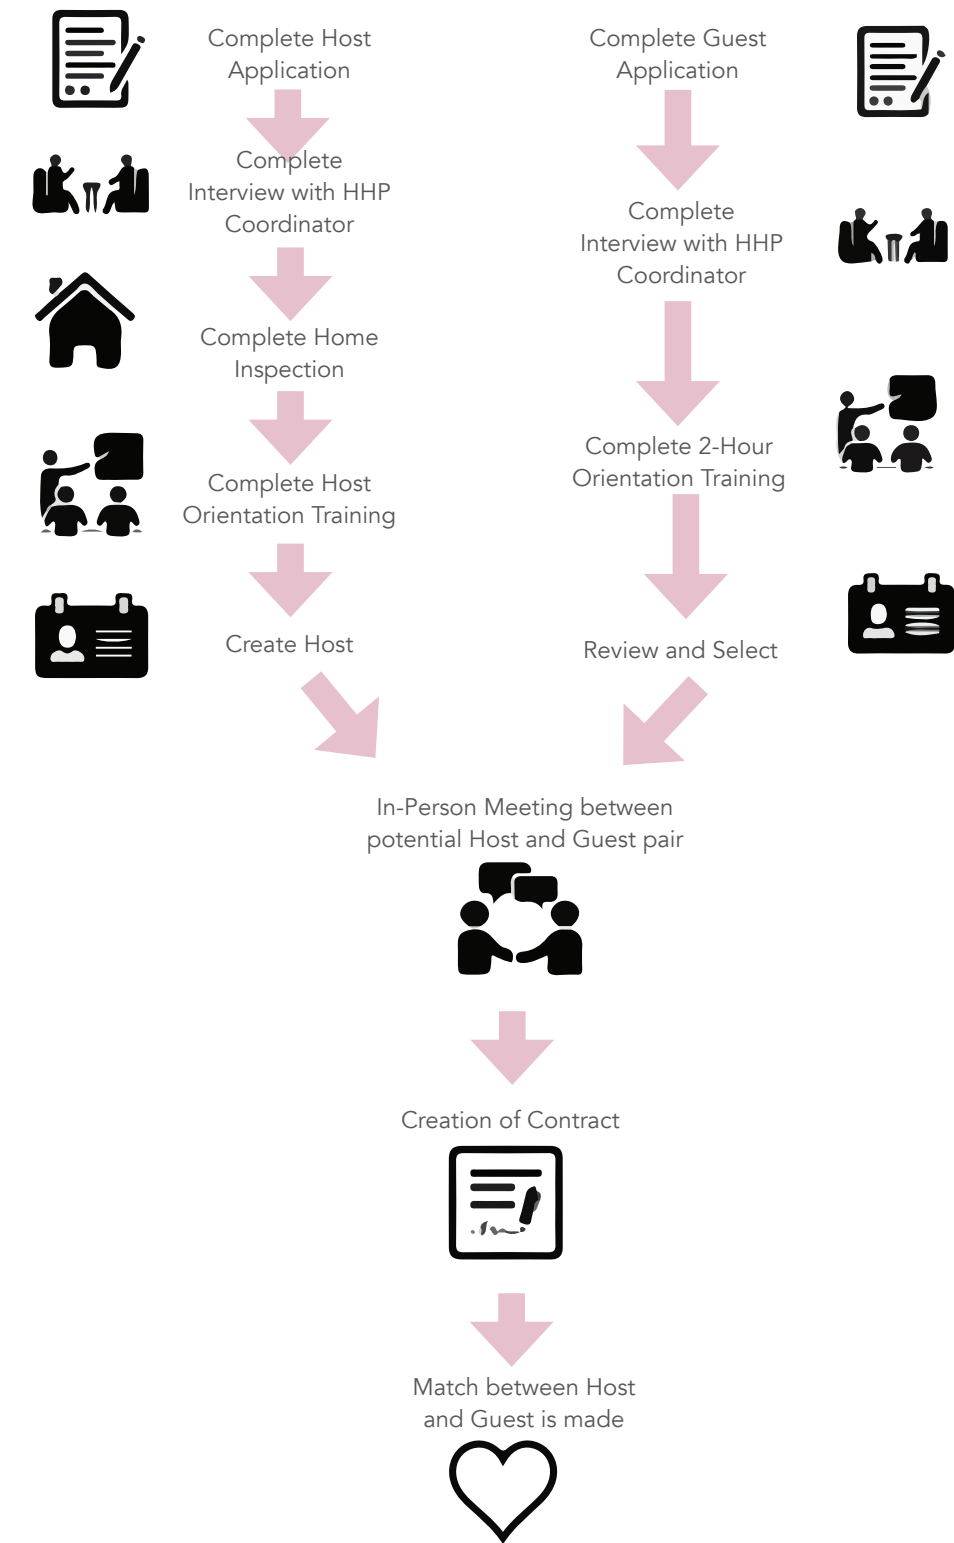 Complete Host
Application
Complete
Interview with HHP
Coordinator
Complete Home
Inspection
Complete Host
Orientation Training
Create Host
Complete Guest
Application
Complete
Interview with HHP
Coordinator
Complete 2-Hour
Orientation Training
Review and Select
In-Person Meeting between
potential Host and Guest pair
Creation of Contract
Match between Host
and Guest is made